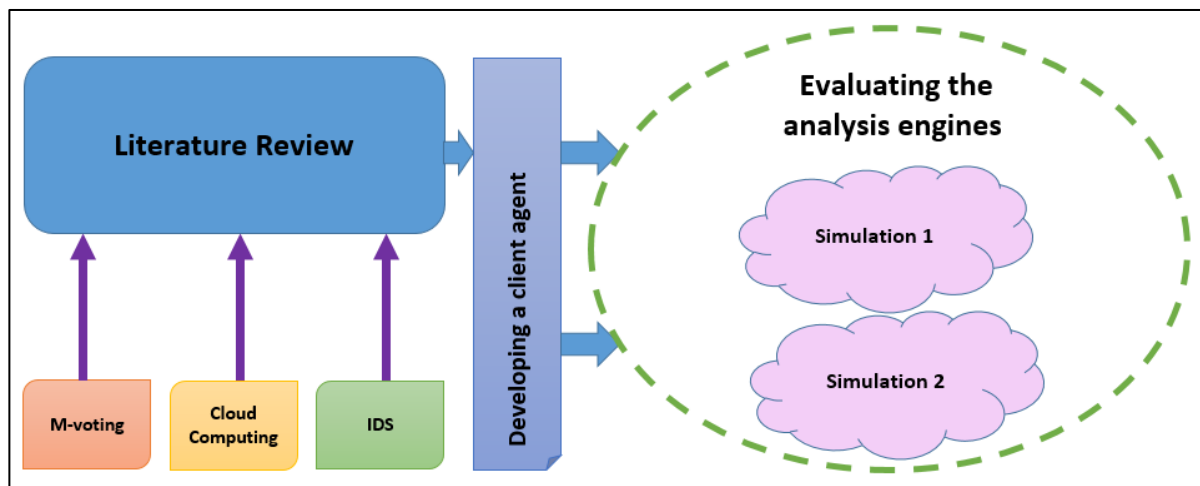 Literature Review
M-voting
Cloud
Computing
IDS
Developing a client agent
Evaluating the
analysis engines
Simulation 1
Simulation 2